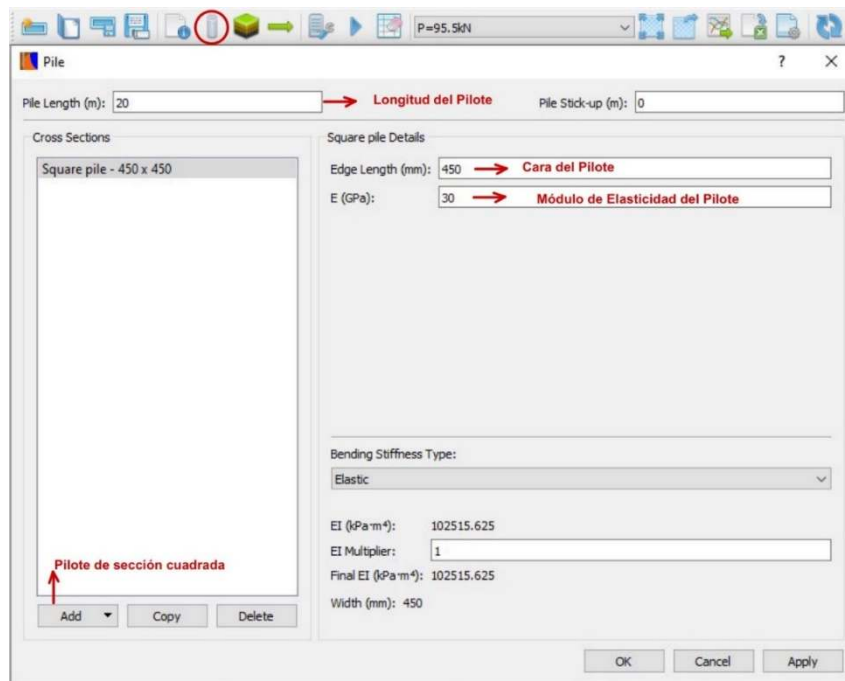 P=95.5kN
Pile
? ×
Pile Length (m): 20
Longitud del Pilote
Pile Stick-up (m): 0
Cross Sections
Square pile - 450 x 450
Square pile Details
Edge Length (mm): 450
Cara del Pilote
E (GPa): 30
Módulo de Elasticidad del Pilote
Bending Stiffness Type:
Elastic
EI (kPa·m⁴): 102515.625
EI Multiplier: 1
Final EI (kPa·m⁴): 102515.625
Width (mm): 450
Pilote de sección cuadrada
Add Copy Delete
OK Cancel Apply